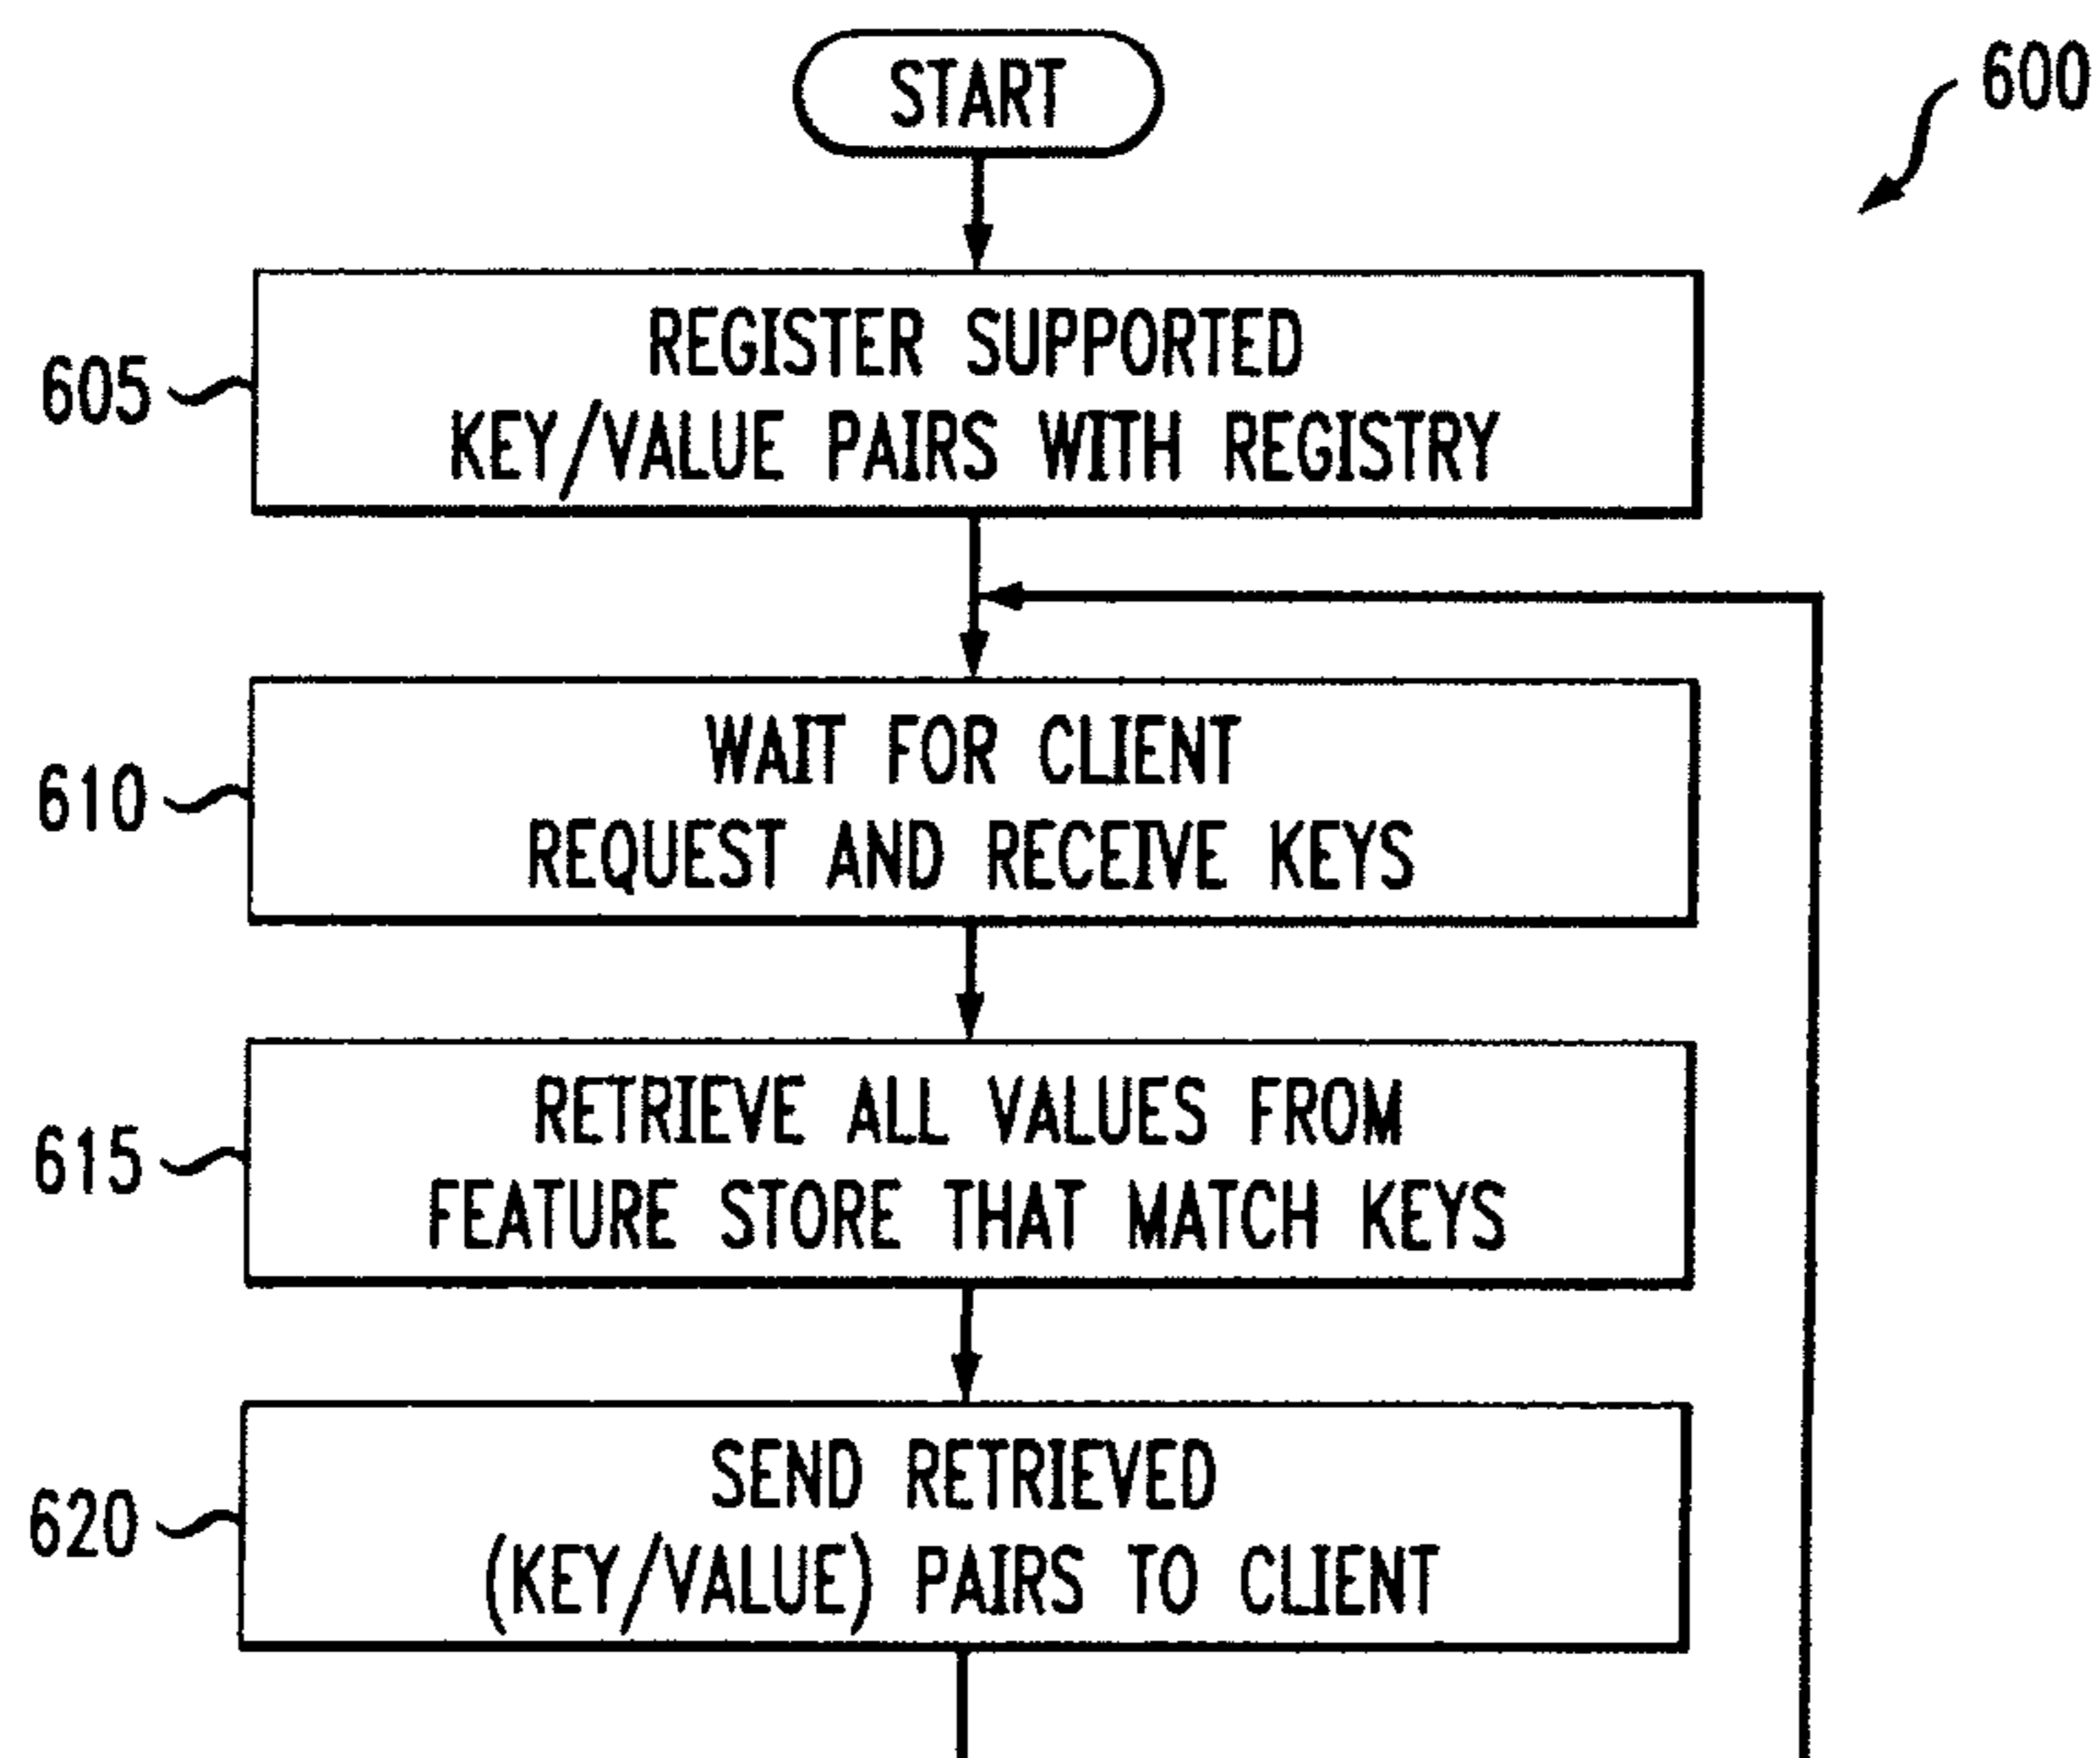 START
600
605
REGISTER SUPPORTED
KEY/VALUE PAIRS WITH REGISTRY
610
WAIT FOR CLIENT
REQUEST AND RECEIVE KEYS
615
RETRIEVE ALL VALUES FROM
FEATURE STORE THAT MATCH KEYS
620
SEND RETRIEVED
(KEY/VALUE) PAIRS TO CLIENT